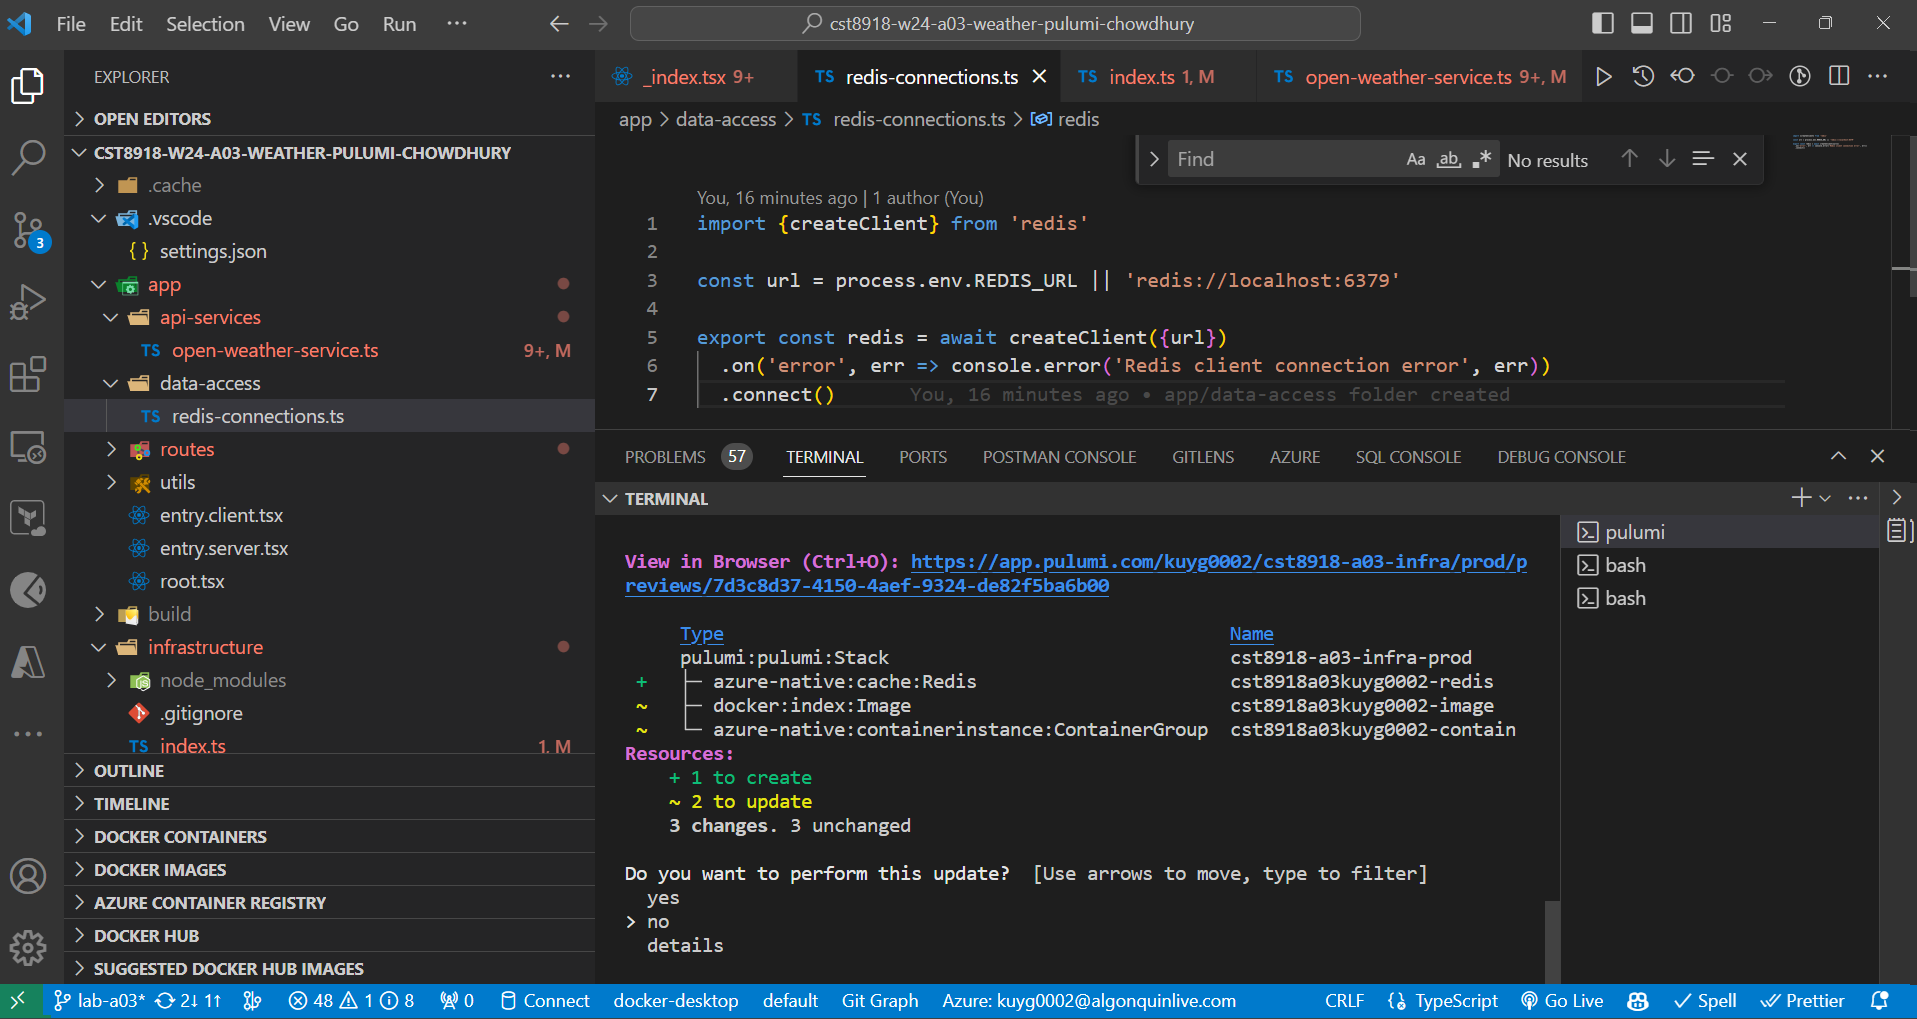 File Edit Selection View Go Run ···
cst8918-w24-a03-weather-pulumi-chowdhury
EXPLORER
OPEN EDITORS
CST8918-W24-A03-WEATHER-PULUMI-CHOWDHURY
.cache
.vscode
{} settings.json
app
api-services
TS open-weather-service.ts 9+, M
data-access
TS redis-connections.ts
routes
utils
entry.client.tsx
entry.server.tsx
root.tsx
build
infrastructure
node_modules
.gitignore
TS index.ts 1, M
OUTLINE
TIMELINE
DOCKER CONTAINERS
DOCKER IMAGES
AZURE CONTAINER REGISTRY
DOCKER HUB
SUGGESTED DOCKER HUB IMAGES
3
_index.tsx 9+
TS redis-connections.ts
TS index.ts 1, M
TS open-weather-service.ts 9+, M
app > data-access > TS redis-connections.ts > redis
Find Aa ab .* No results
You, 16 minutes ago | 1 author (You)
1 import {createClient} from 'redis'
2
3 const url = process.env.REDIS_URL || 'redis://localhost:6379'
4
5 export const redis = await createClient({url})
6 .on('error', err => console.error('Redis client connection error', err))
7 .connect() You, 16 minutes ago • app/data-access folder created
PROBLEMS 57 TERMINAL PORTS POSTMAN CONSOLE GITLENS AZURE SQL CONSOLE DEBUG CONSOLE
TERMINAL
View in Browser (Ctrl+O): https://app.pulumi.com/kuyg0002/cst8918-a03-infra/prod/p
reviews/7d3c8d37-4150-4aef-9324-de82f5ba6b00
Type Name
pulumi:pulumi:Stack cst8918-a03-infra-prod
+ ├─ azure-native:cache:Redis cst8918a03kuyg0002-redis
~ ├─ docker:index:Image cst8918a03kuyg0002-image
~ └─ azure-native:containerinstance:ContainerGroup cst8918a03kuyg0002-contain
Resources:
+ 1 to create
~ 2 to update
3 changes. 3 unchanged
Do you want to perform this update? [Use arrows to move, type to filter]
yes
> no
details
pulumi
bash
bash
lab-a03* 2↓ 1↑ 48 1 8 0 Connect docker-desktop default Git Graph Azure: kuyg0002@algonquinlive.com CRLF TypeScript Go Live Spell Prettier